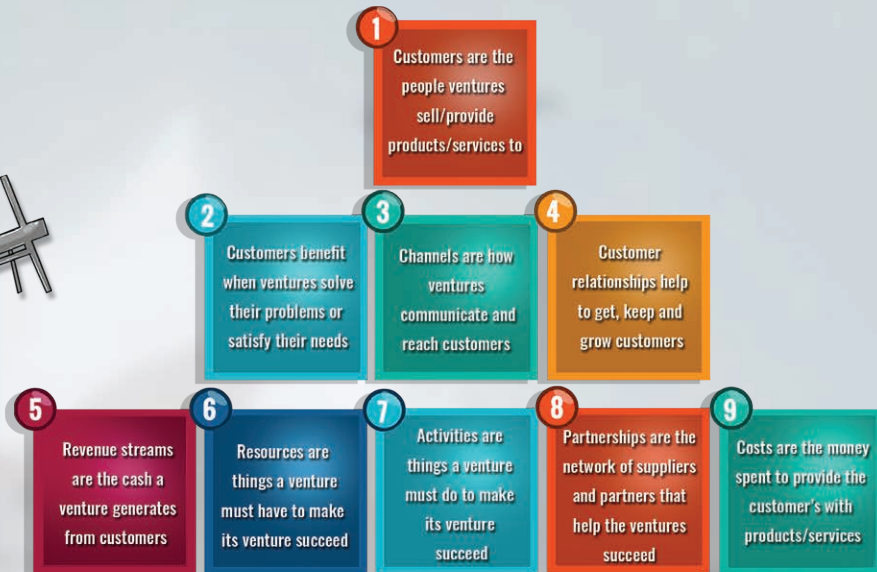 1
Customers are the
people ventures
sell/provide
products/services to
2
Customers benefit
when ventures solve
their problems or
satisfy their needs
3
Channels are how
ventures
communicate and
reach customers
4
Customer
relationships help
to get, keep and
grow customers
5
Revenue streams
are the cash a
venture generates
from customers
6
Resources are
things a venture
must have to make
its venture succeed
7
Activities are
things a venture
must do to make
its venture
succeed
8
Partnerships are the
network of suppliers
and partners that
help the ventures
succeed
9
Costs are the money
spent to provide the
customer's with
products/services